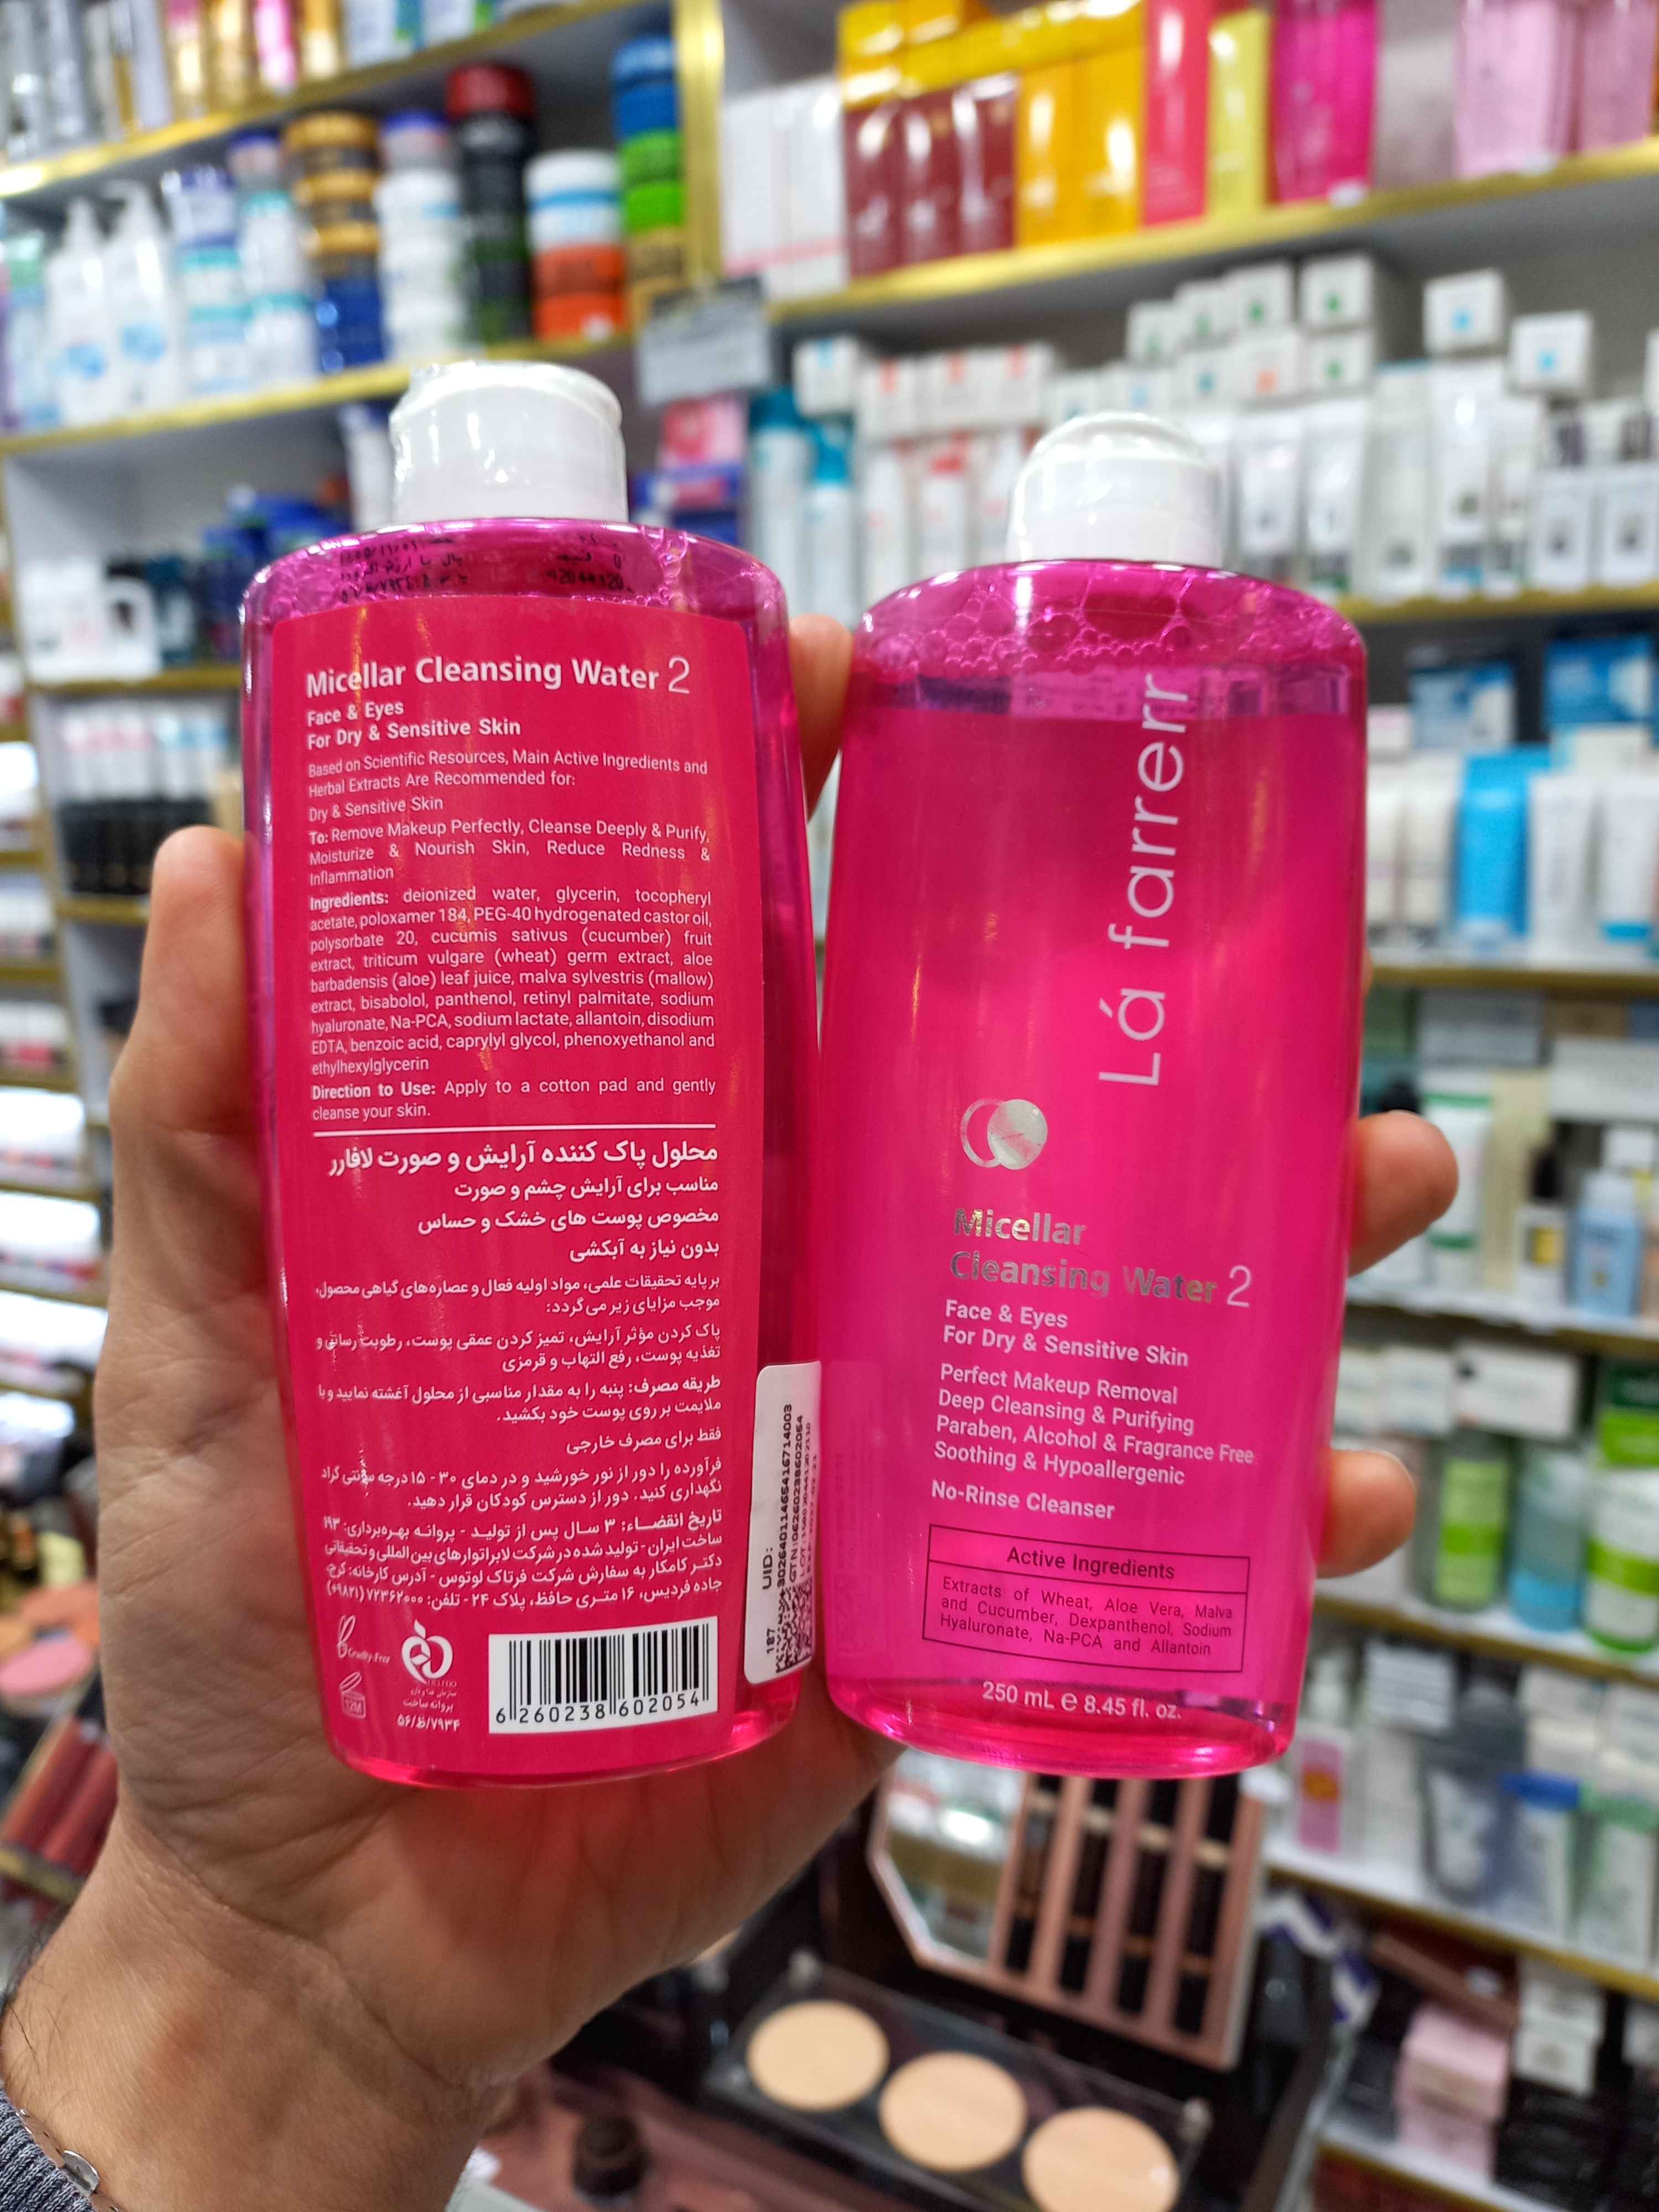 Micellar Cleansing Water 2
Face & Eyes
For Dry & Sensitive Skin
Based on Scientific Resources, Main Active Ingredients and
Herbal Extracts Are Recommended for:
Dry & Sensitive Skin
To: Remove Makeup Perfectly, Cleanse Deeply & Purify,
Moisturize & Nourish Skin, Reduce Redness &
Inflammation
Ingredients: deionized water, glycerin, tocopheryl
acetate, poloxamer 184, PEG-40 hydrogenated castor oil,
polysorbate 20, cucumis sativus (cucumber) fruit
extract, triticum vulgare (wheat) germ extract, aloe
barbadensis (aloe) leaf juice, malva sylvestris (mallow)
extract, bisabolol, panthenol, retinyl palmitate, sodium
hyaluronate, Na-PCA, sodium lactate, allantoin, disodium
EDTA, benzoic acid, caprylyl glycol, phenoxyethanol and
ethylhexylglycerin
Direction to Use: Apply to a cotton pad and gently
cleanse your skin.
محلول پاک کننده آرایش و صورت لافارر
مناسب برای آرایش چشم و صورت
مخصوص پوست های خشک و حساس
بدون نیاز به آبکشی
بر پایه تحقیقات علمی، مواد اولیه فعال و عصاره‌های گیاهی محصول،
موجب مزایای زیر می‌گردد:
پاک کردن مؤثر آرایش، تمیز کردن عمقی پوست، رطوبت رسانی و
تغذیه پوست، رفع التهاب و قرمزی
طریقه مصرف: پنبه را به مقدار مناسبی از محلول آغشته نمایید و با
ملایمت بر روی پوست خود بکشید.
فقط برای مصرف خارجی
فرآورده را دور از نور خورشید و در دمای ۳۰ - ۱۵ درجه سانتی گراد
نگهداری کنید. دور از دسترس کودکان قرار دهید.
تاریخ انقضاء: ۳ سال پس از تولید - پروانه بهره‌برداری: ۱۹۳
ساخت ایران - تولید شده در شرکت لابراتوارهای بین المللی و تحقیقاتی
دکتر کامکار به سفارش شرکت فرتاک لوتوس - آدرس کارخانه: کرج
جاده فردیس، ۱۶ متری حافظ، پلاک ۲۴ - تلفن: ۷۲۳۶۲۰۰۰ (۹۸۲۱+)
Cruelty-Free
12M
سازمان غذا و دارو
پروانه ساخت
۵۶/ظ/۷۹۳۴
6 260238 602054
UID:
187
GTN:06260238602054
Lá farrerr
Micellar
Cleansing Water 2
Face & Eyes
For Dry & Sensitive Skin
Perfect Makeup Removal
Deep Cleansing & Purifying
Paraben, Alcohol & Fragrance Free
Soothing & Hypoallergenic
No-Rinse Cleanser
Active Ingredients
Extracts of Wheat, Aloe Vera, Malva
and Cucumber, Dexpanthenol, Sodium
Hyaluronate, Na-PCA and Allantoin
250 mL e 8.45 fl. oz.